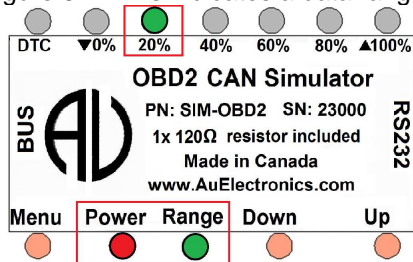 DTC ▼0% 20% 40% 60% 80% ▲100%
OBD2 CAN Simulator
PN: SIM-OBD2 SN: 23000
1x 120Ω resistor included
Made in Canada
www.AuElectronics.com
BUS
RS232
Menu Power Range Down Up